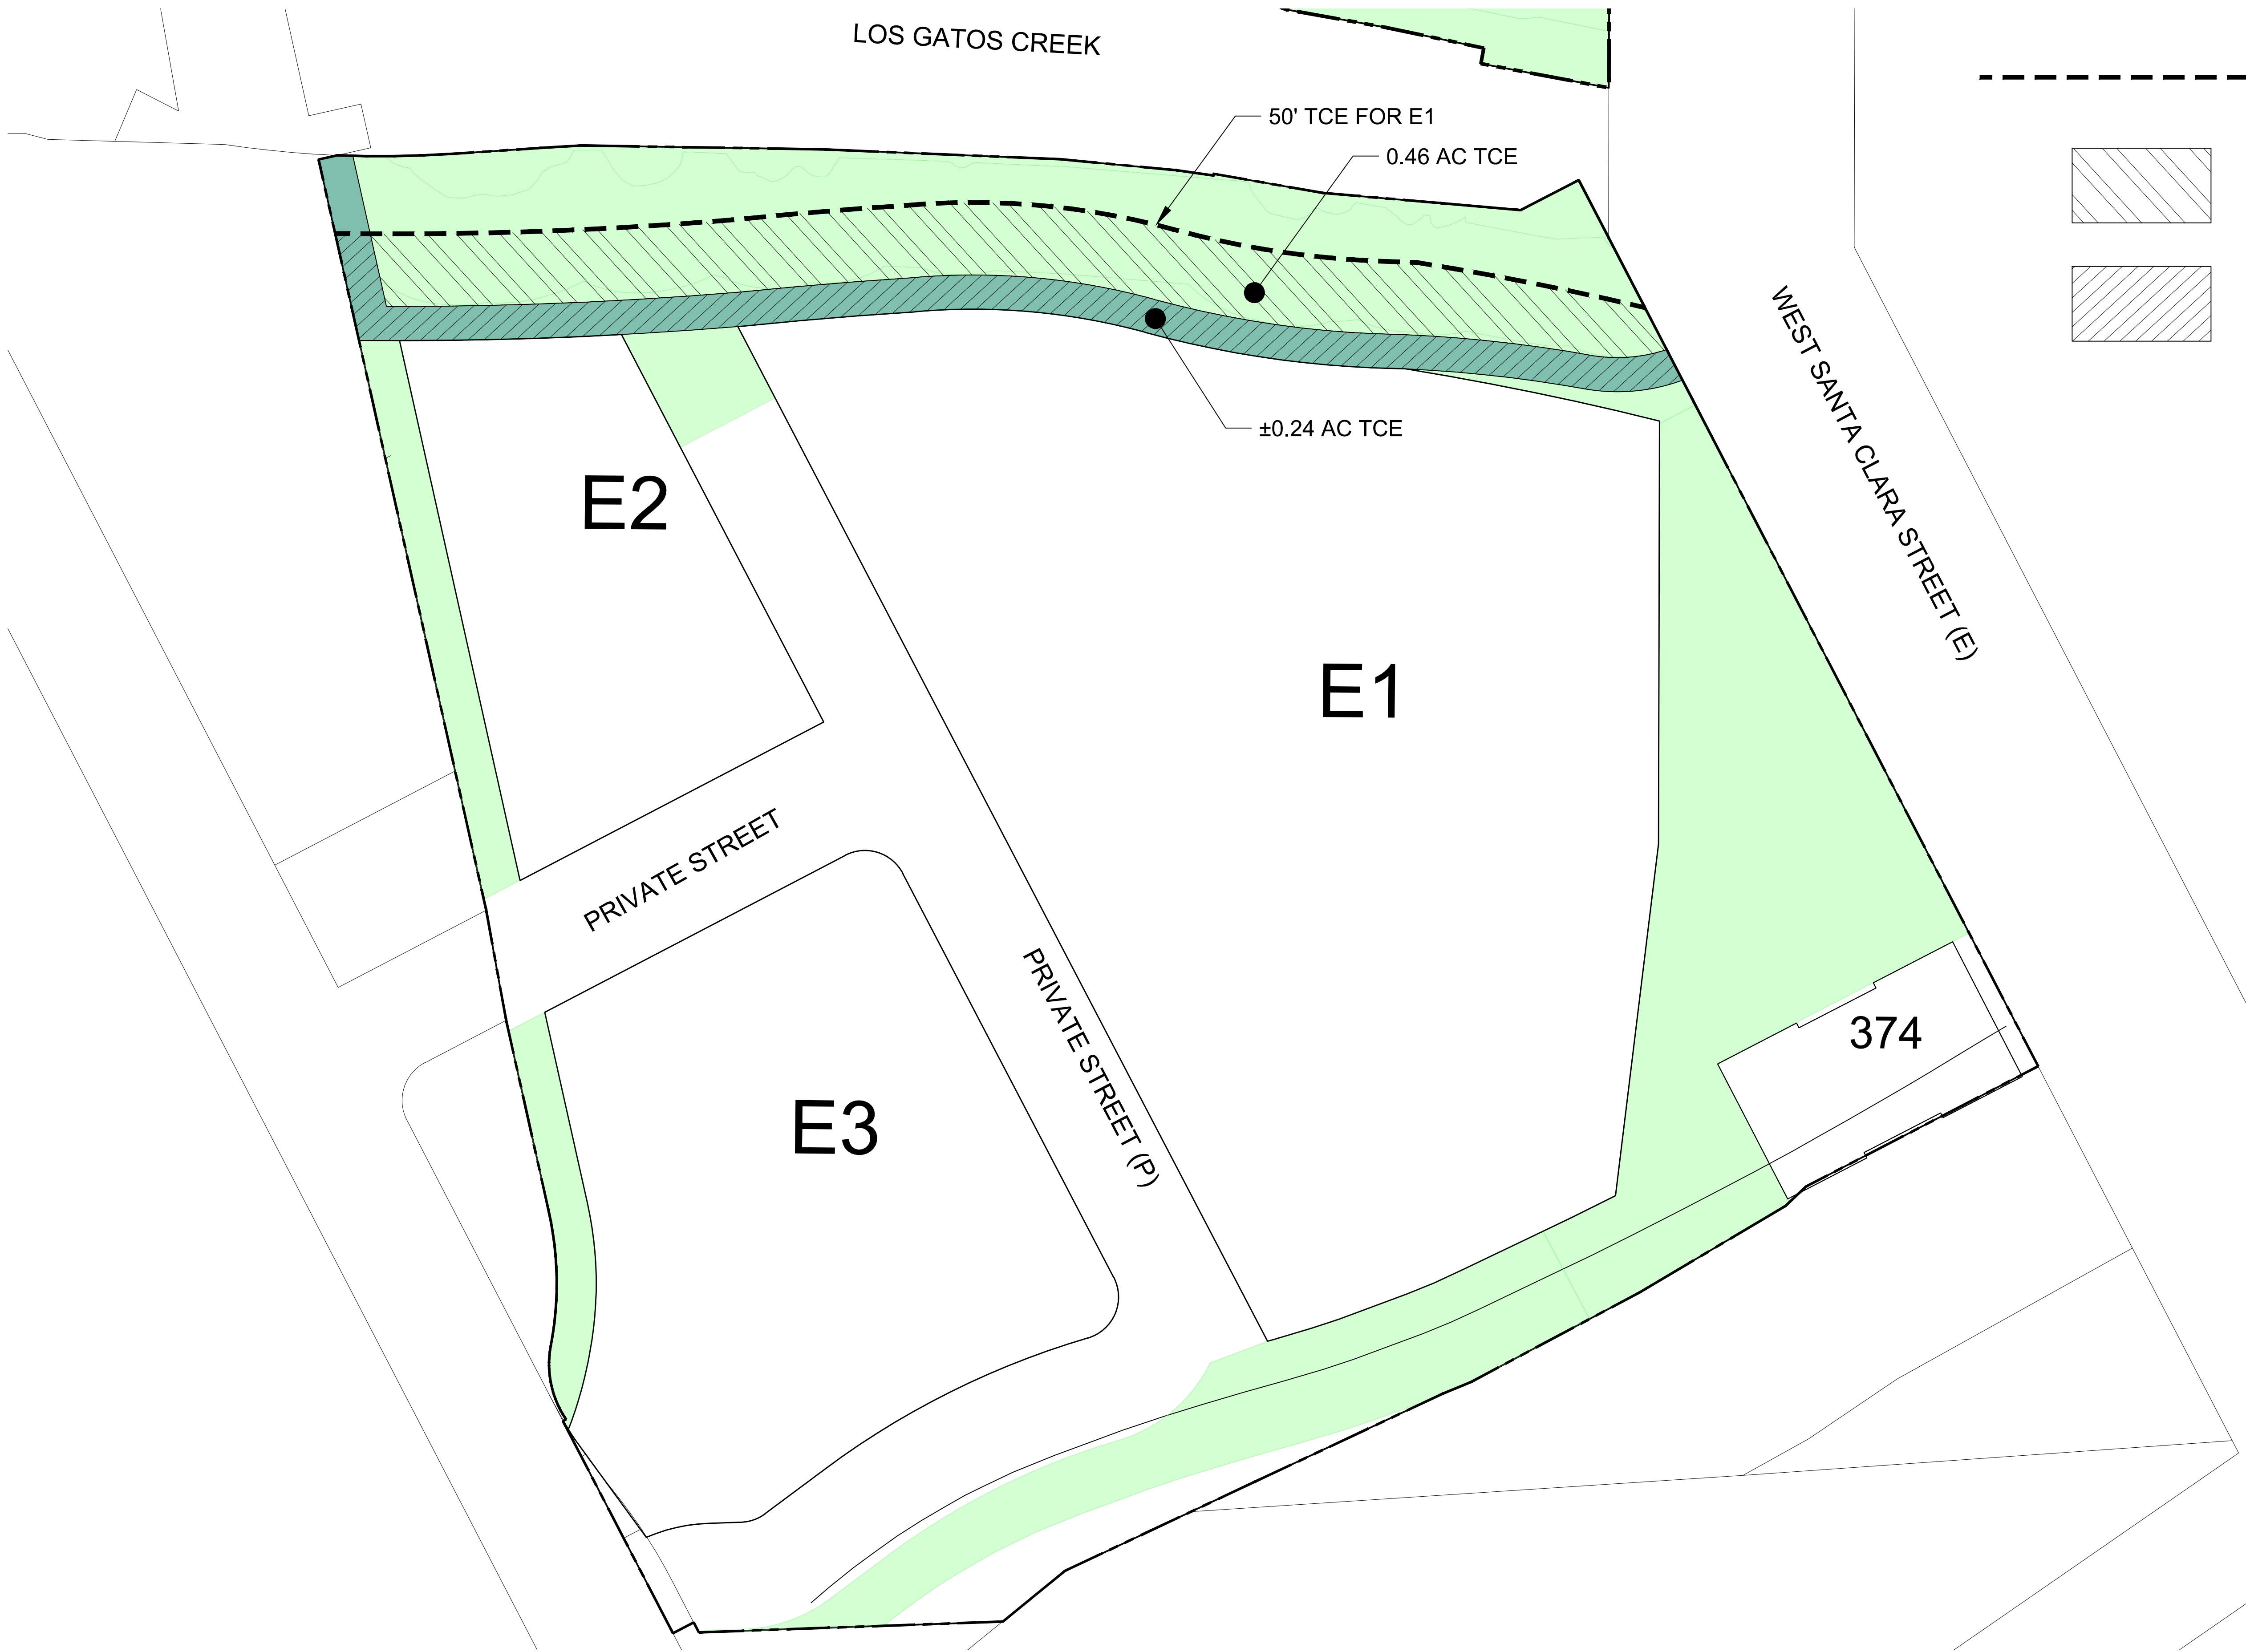 LOS GATOS CREEK
50' TCE FOR E1
0.46 AC TCE
±0.24 AC TCE
WEST SANTA CLARA STREET (E)
E2
E1
PRIVATE STREET
PRIVATE STREET (P)
374
E3